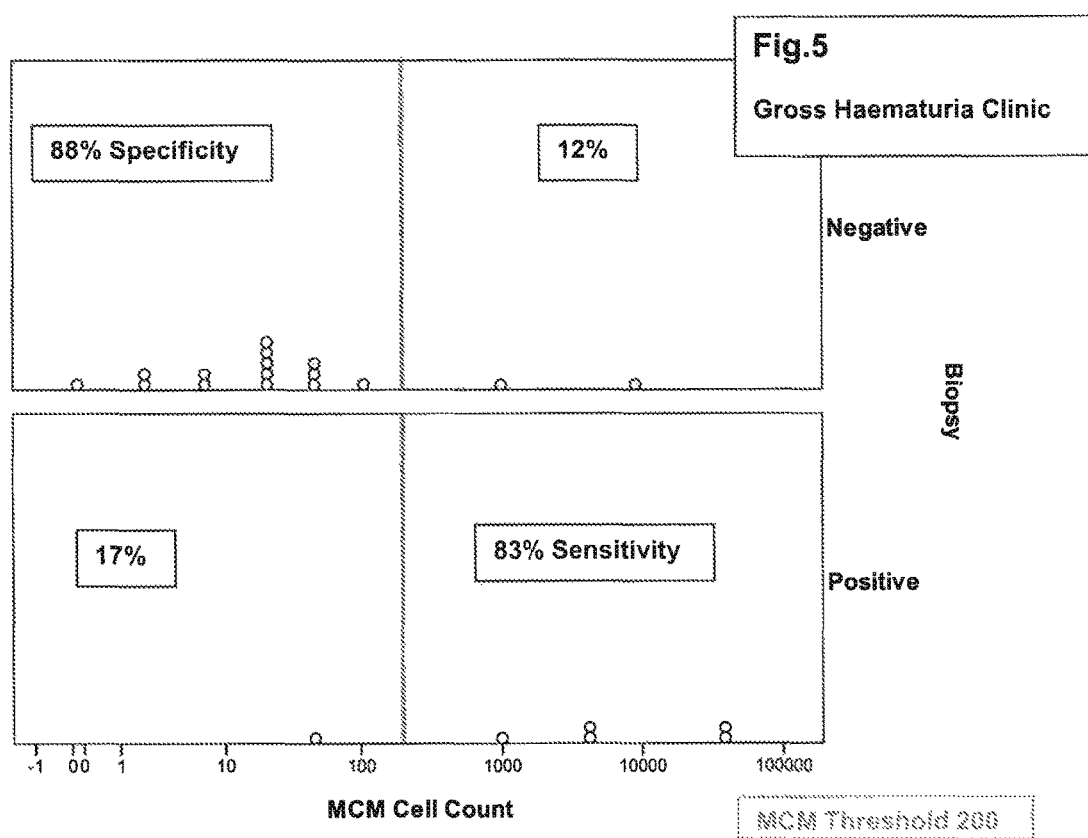 Fig.5
Gross Haematuria Clinic
88% Specificity
12%
Negative
Biopsy
17%
83% Sensitivity
Positive
-1 0 0 1 10 100 1000 10000 100000
MCM Cell Count
MCM Threshold 200